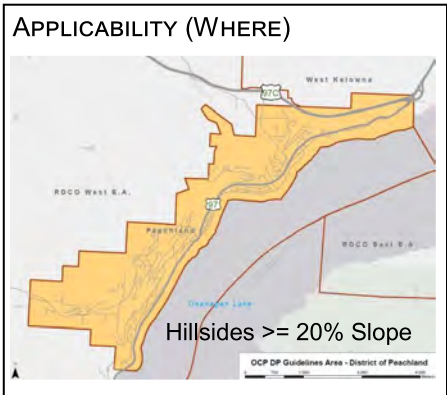 APPLICABILITY (WHERE)
West Kelowna
97C
RDCO West E.A.
97
Peachland
RDCO East E.A.
Okanagan Lake
Hillsides >= 20% Slope
OCP DP Guidelines Area - District of Peachland